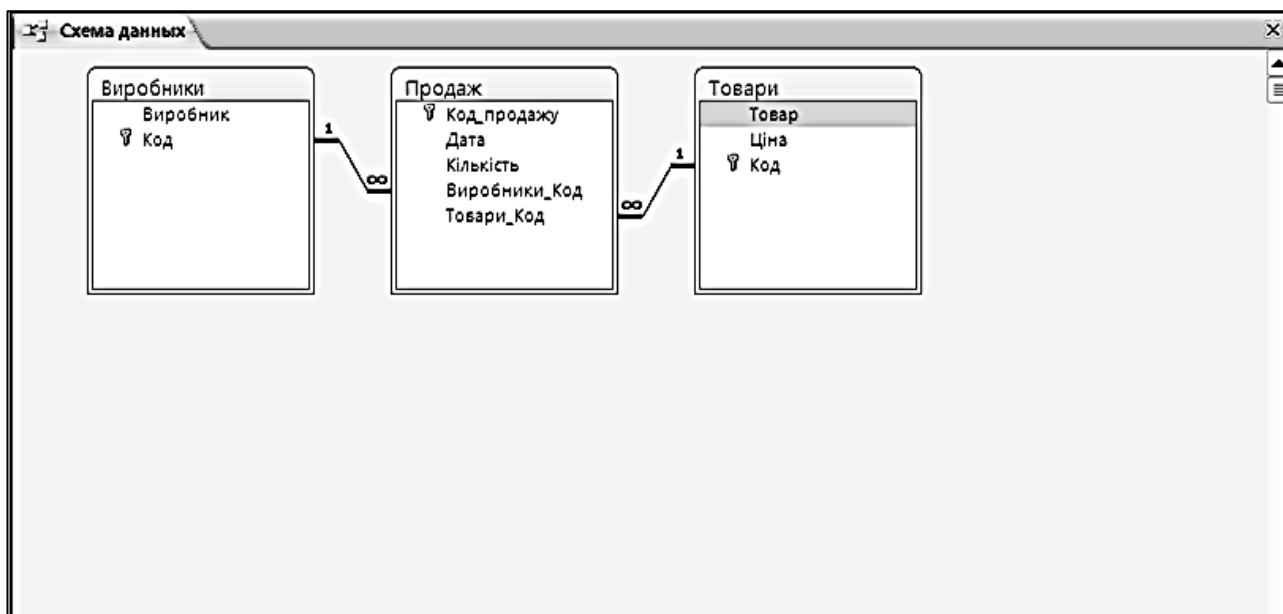 Схема данных
Виробники
Виробник
Код
1
∞
Продаж
Код_продажу
Дата
Кількість
Виробники_Код
Товари_Код
∞
1
Товари
Товар
Ціна
Код